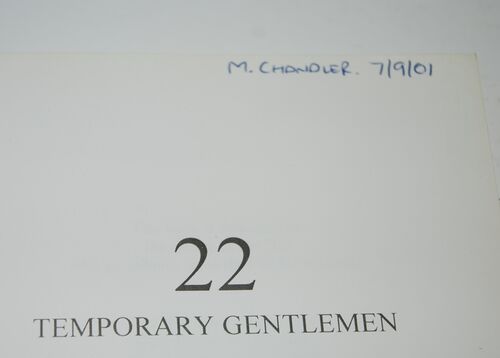 M. CHANDLER. 7/9/01
22
TEMPORARY GENTLEMEN